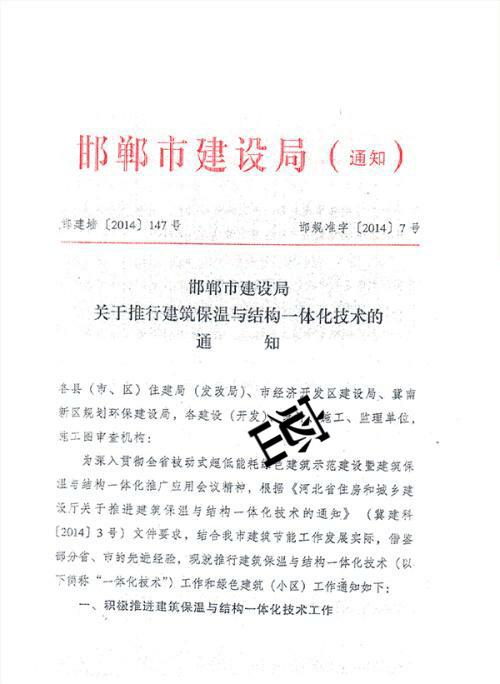 邯郸市建设局（通知）
邯建墙〔2014〕147号 邯规准字〔2014〕7号
邯郸市建设局
关于推行建筑保温与结构一体化技术的
通 知
各县（市、区）住建局（发改局）、市经济开发区建设局、冀南
新区规划环保建设局，各建设（开发）、施工、监理单位，
施工图审查机构：
为深入贯彻全省被动式超低能耗绿色建筑示范建设暨建筑保
温与结构一体化推广应用会议精神，根据《河北省住房和城乡建
设厅关于推进建筑保温与结构一体化技术的通知》（冀建科
〔2014〕3号）文件要求，结合我市建筑节能工作发展实际，借鉴
部分省、市的先进经验，现就推行建筑保温与结构一体化技术（以
下简称“一体化技术”）工作和绿色建筑（小区）工作通知如下：
一、积极推进建筑保温与结构一体化技术工作